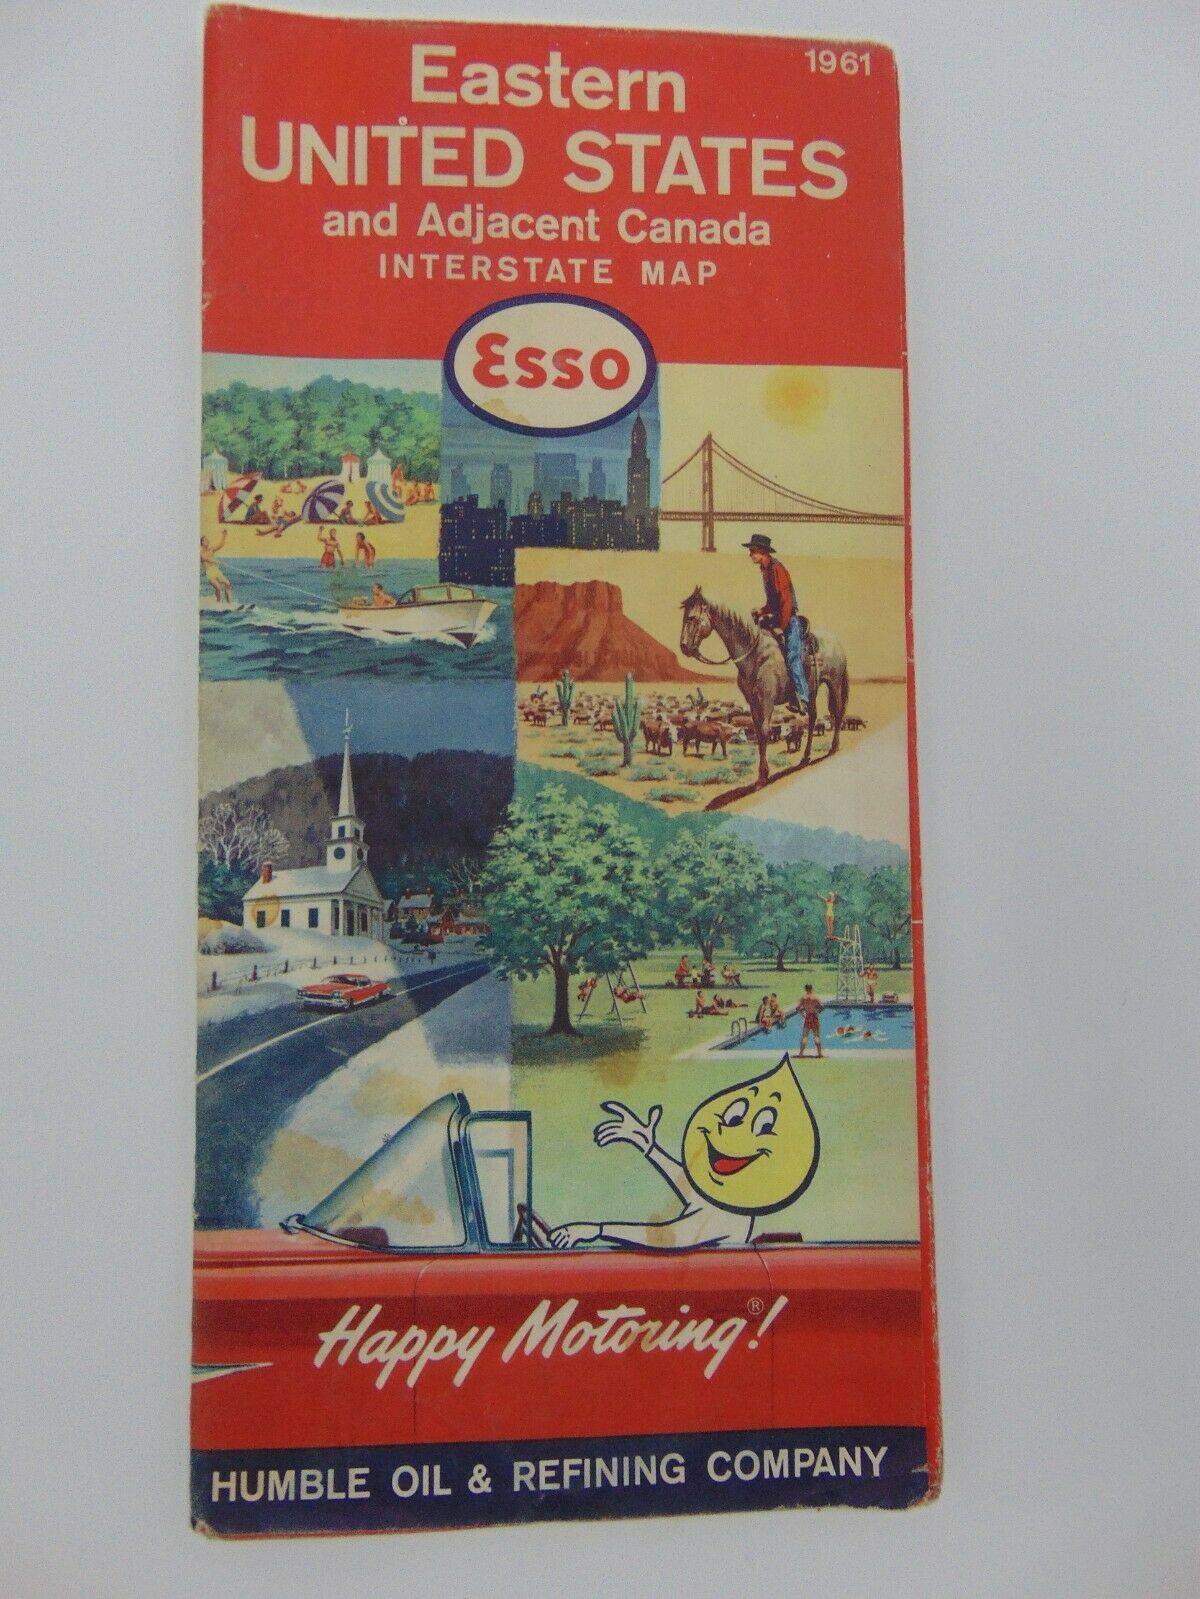 1961
Eastern
UNITED STATES
and Adjacent Canada
INTERSTATE MAP
Esso
Happy Motoring!®
HUMBLE OIL & REFINING COMPANY